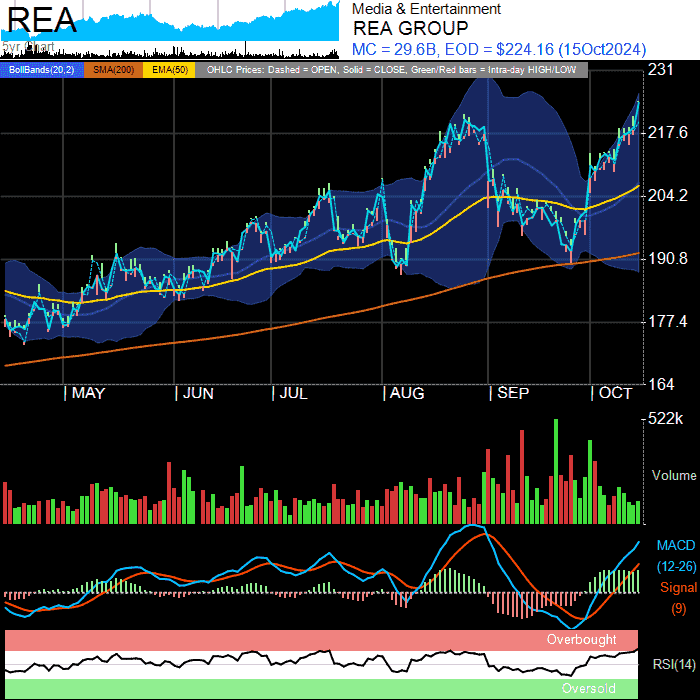 REA
5yr Chart
Media & Entertainment
REA GROUP
MC = 29.6B, EOD = $224.16 (15Oct2024)
BollBands(20,2) SMA(200) EMA(50) OHLC Prices: Dashed = OPEN, Solid = CLOSE, Green/Red bars = Intra-day HIGH/LOW
231
217.6
204.2
190.8
177.4
164
MAY JUN JUL AUG SEP OCT
522k
Volume
MACD
(12-26)
Signal
(9)
Overbought
RSI(14)
Oversold